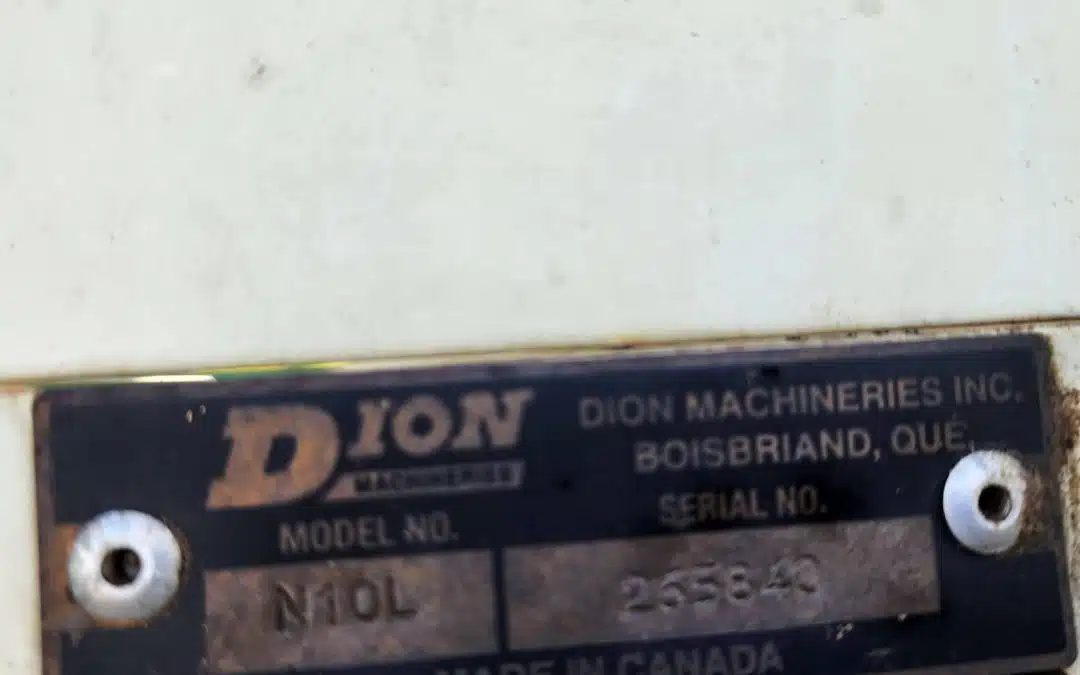 DION
MACHINERIES
DION MACHINERIES INC.
BOISBRIAND, QUE.
MODEL NO.
SERIAL NO.
N10L
MADE IN CANADA